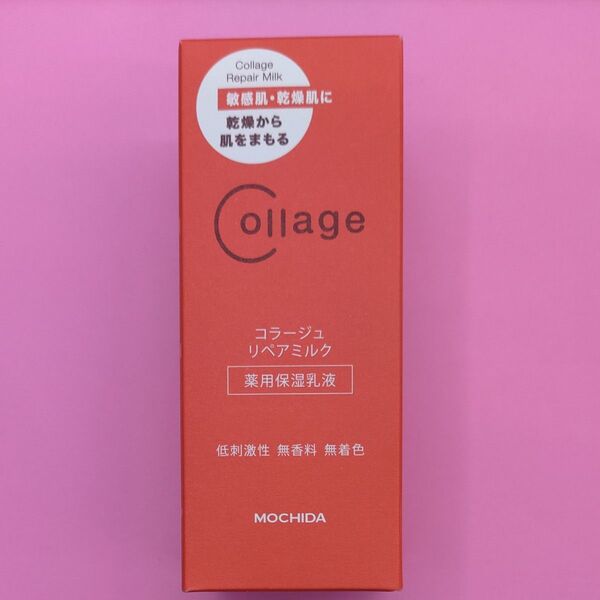 Collage
Repair Milk
敏感肌・乾燥肌に
乾燥から
肌をまもる
Collage
コラージュ
リペアミルク
薬用保湿乳液
低刺激性 無香料 無着色
MOCHIDA